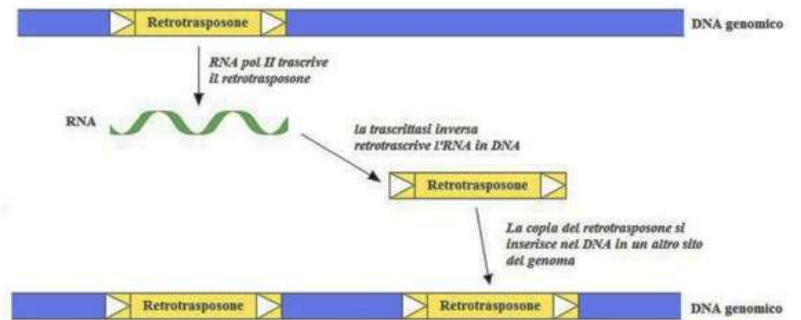 Retrotrasposone
DNA genomico
RNA pol II trascrive
il retrotrasposone
RNA
la trascrittasi inversa
retrotrascrive l'RNA in DNA
Retrotrasposone
La copia del retrotrasposone si
inserisce nel DNA in un altro sito
del genoma
Retrotrasposone
Retrotrasposone
DNA genomico